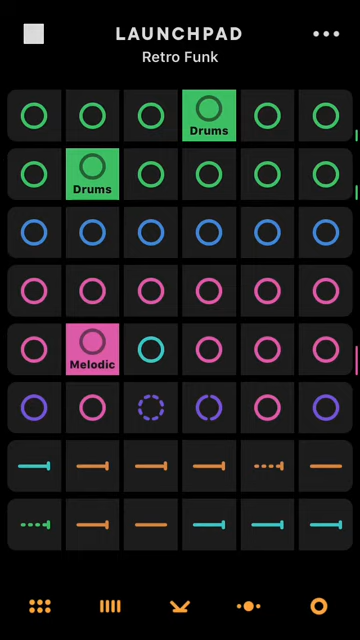 LAUNCHPAD
Retro Funk
Drums
Drums
Melodic